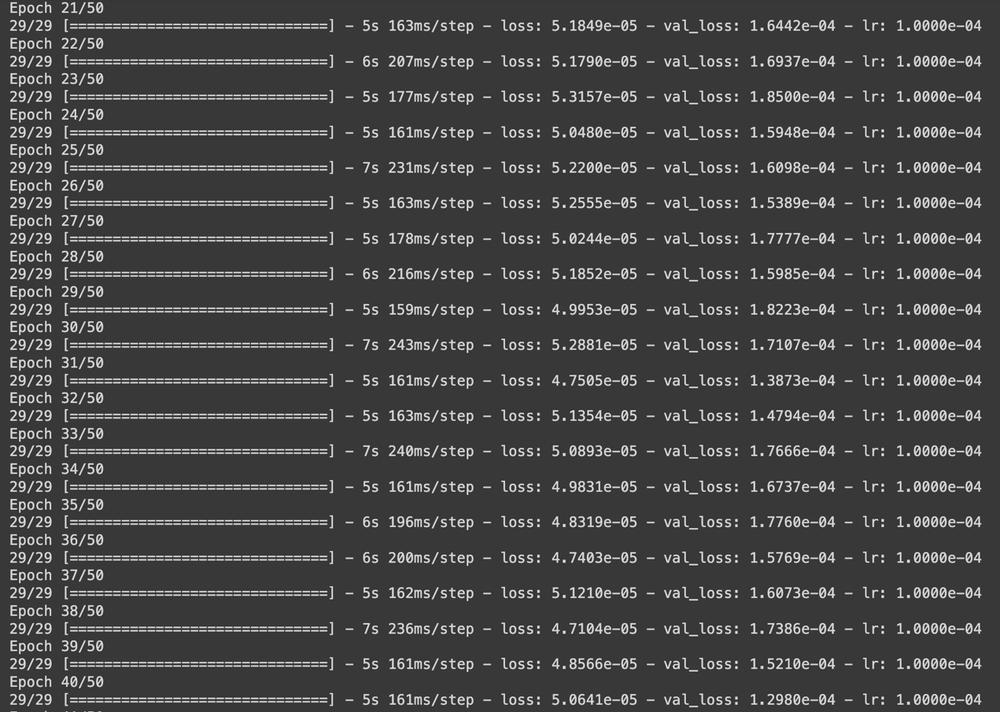 Epoch 21/50
29/29 [==============================] - 5s 163ms/step - loss: 5.1849e-05 - val_loss: 1.6442e-04 - lr: 1.0000e-04
Epoch 22/50
29/29 [==============================] - 6s 207ms/step - loss: 5.1790e-05 - val_loss: 1.6937e-04 - lr: 1.0000e-04
Epoch 23/50
29/29 [==============================] - 5s 177ms/step - loss: 5.3157e-05 - val_loss: 1.8500e-04 - lr: 1.0000e-04
Epoch 24/50
29/29 [==============================] - 5s 161ms/step - loss: 5.0480e-05 - val_loss: 1.5948e-04 - lr: 1.0000e-04
Epoch 25/50
29/29 [==============================] - 7s 231ms/step - loss: 5.2200e-05 - val_loss: 1.6098e-04 - lr: 1.0000e-04
Epoch 26/50
29/29 [==============================] - 5s 163ms/step - loss: 5.2555e-05 - val_loss: 1.5389e-04 - lr: 1.0000e-04
Epoch 27/50
29/29 [==============================] - 5s 178ms/step - loss: 5.0244e-05 - val_loss: 1.7777e-04 - lr: 1.0000e-04
Epoch 28/50
29/29 [==============================] - 6s 216ms/step - loss: 5.1852e-05 - val_loss: 1.5985e-04 - lr: 1.0000e-04
Epoch 29/50
29/29 [==============================] - 5s 159ms/step - loss: 4.9953e-05 - val_loss: 1.8223e-04 - lr: 1.0000e-04
Epoch 30/50
29/29 [==============================] - 7s 243ms/step - loss: 5.2881e-05 - val_loss: 1.7107e-04 - lr: 1.0000e-04
Epoch 31/50
29/29 [==============================] - 5s 161ms/step - loss: 4.7505e-05 - val_loss: 1.3873e-04 - lr: 1.0000e-04
Epoch 32/50
29/29 [==============================] - 5s 163ms/step - loss: 5.1354e-05 - val_loss: 1.4794e-04 - lr: 1.0000e-04
Epoch 33/50
29/29 [==============================] - 7s 240ms/step - loss: 5.0893e-05 - val_loss: 1.7666e-04 - lr: 1.0000e-04
Epoch 34/50
29/29 [==============================] - 5s 161ms/step - loss: 4.9831e-05 - val_loss: 1.6737e-04 - lr: 1.0000e-04
Epoch 35/50
29/29 [==============================] - 6s 196ms/step - loss: 4.8319e-05 - val_loss: 1.7760e-04 - lr: 1.0000e-04
Epoch 36/50
29/29 [==============================] - 6s 200ms/step - loss: 4.7403e-05 - val_loss: 1.5769e-04 - lr: 1.0000e-04
Epoch 37/50
29/29 [==============================] - 5s 162ms/step - loss: 5.1210e-05 - val_loss: 1.6073e-04 - lr: 1.0000e-04
Epoch 38/50
29/29 [==============================] - 7s 236ms/step - loss: 4.7104e-05 - val_loss: 1.7386e-04 - lr: 1.0000e-04
Epoch 39/50
29/29 [==============================] - 5s 161ms/step - loss: 4.8566e-05 - val_loss: 1.5210e-04 - lr: 1.0000e-04
Epoch 40/50
29/29 [==============================] - 5s 161ms/step - loss: 5.0641e-05 - val_loss: 1.2980e-04 - lr: 1.0000e-04